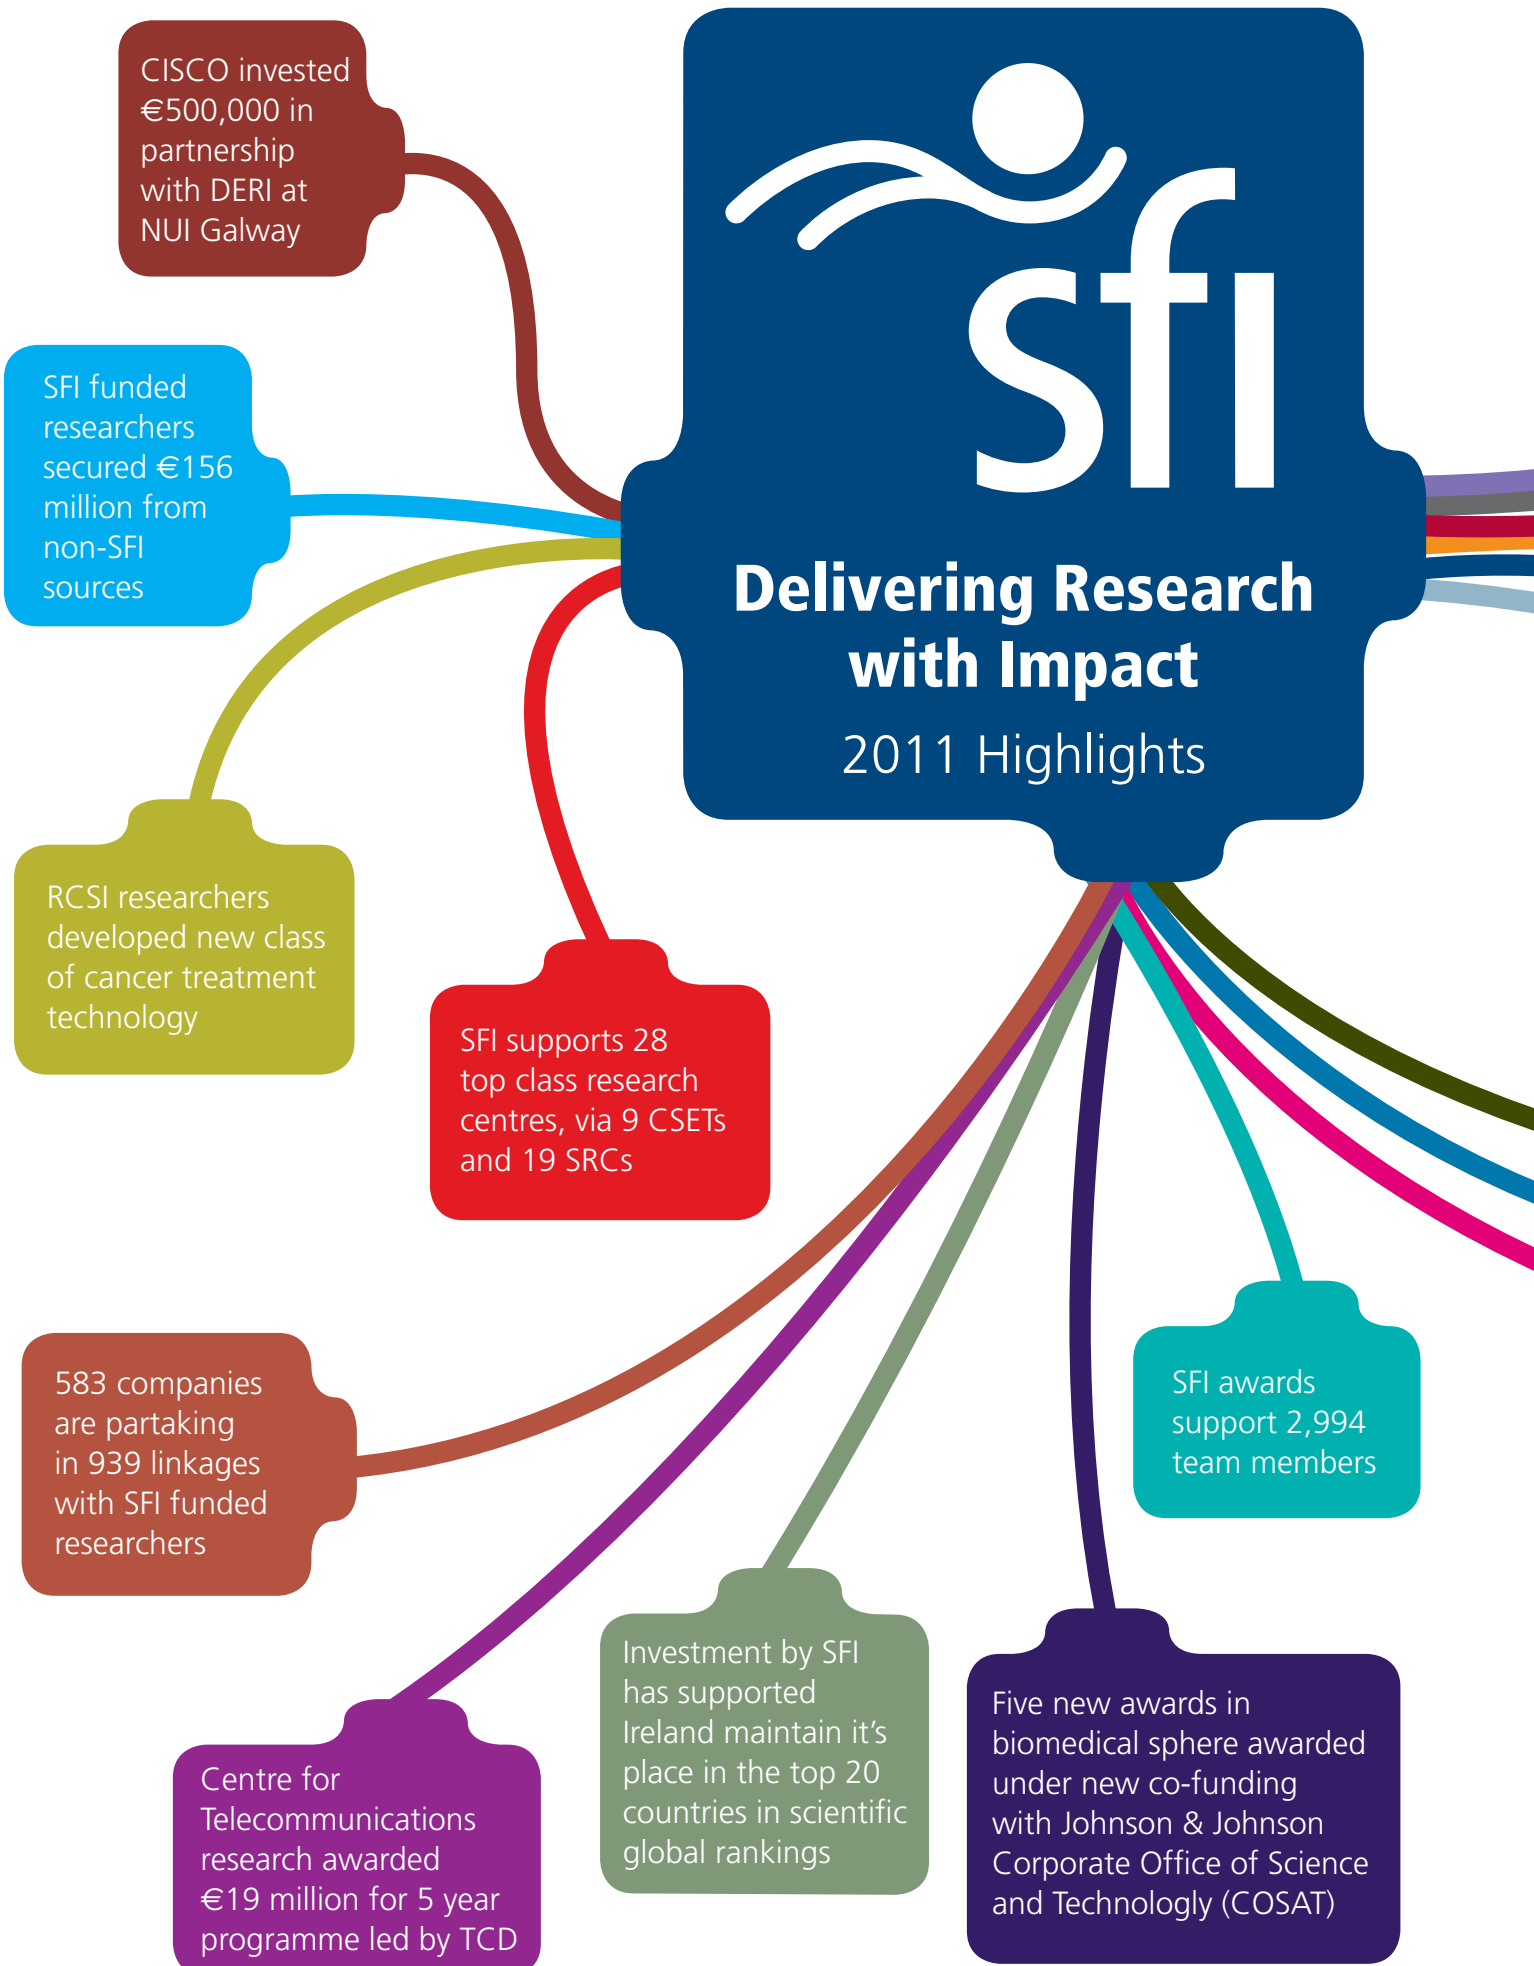 CISCO invested
€500,000 in
partnership
with DERI at
NUI Galway
sfi
Delivering Research
with Impact
2011 Highlights
SFI funded
researchers
secured €156
million from
non-SFI
sources
RCSI researchers
developed new class
of cancer treatment
technology
SFI supports 28
top class research
centres, via 9 CSETs
and 19 SRCs
583 companies
are partaking
in 939 linkages
with SFI funded
researchers
SFI awards
support 2,994
team members
Centre for
Telecommunications
research awarded
€19 million for 5 year
programme led by TCD
Investment by SFI
has supported
Ireland maintain it's
place in the top 20
countries in scientific
global rankings
Five new awards in
biomedical sphere awarded
under new co-funding
with Johnson & Johnson
Corporate Office of Science
and Technologly (COSAT)